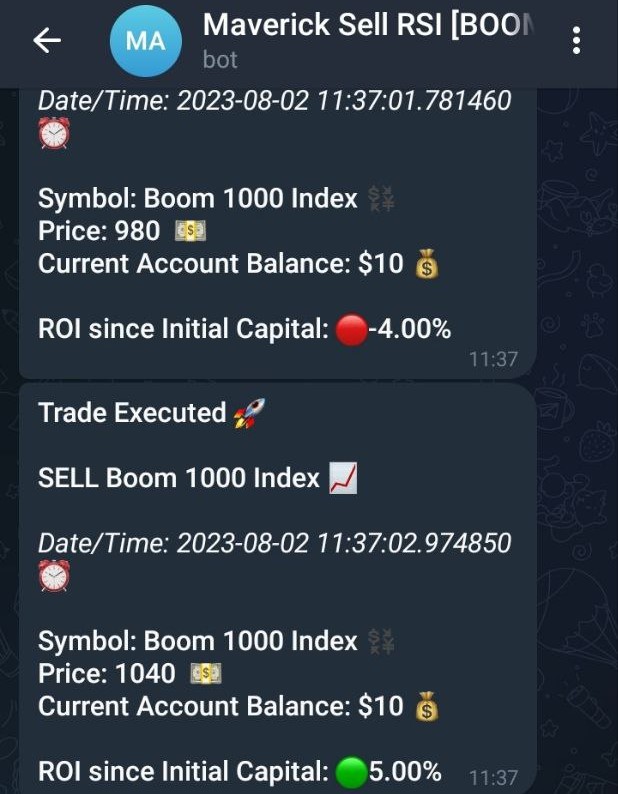 MA
Maverick Sell RSI [BOOM
bot
Date/Time: 2023-08-02 11:37:01.781460
⏰
Symbol: Boom 1000 Index 💱
Price: 980 💵
Current Account Balance: $10 💰
ROI since Initial Capital: 🔴-4.00%
11:37
Trade Executed 🚀
SELL Boom 1000 Index 📈
Date/Time: 2023-08-02 11:37:02.974850
⏰
Symbol: Boom 1000 Index 💱
Price: 1040 💵
Current Account Balance: $10 💰
ROI since Initial Capital: 🟢5.00%
11:37